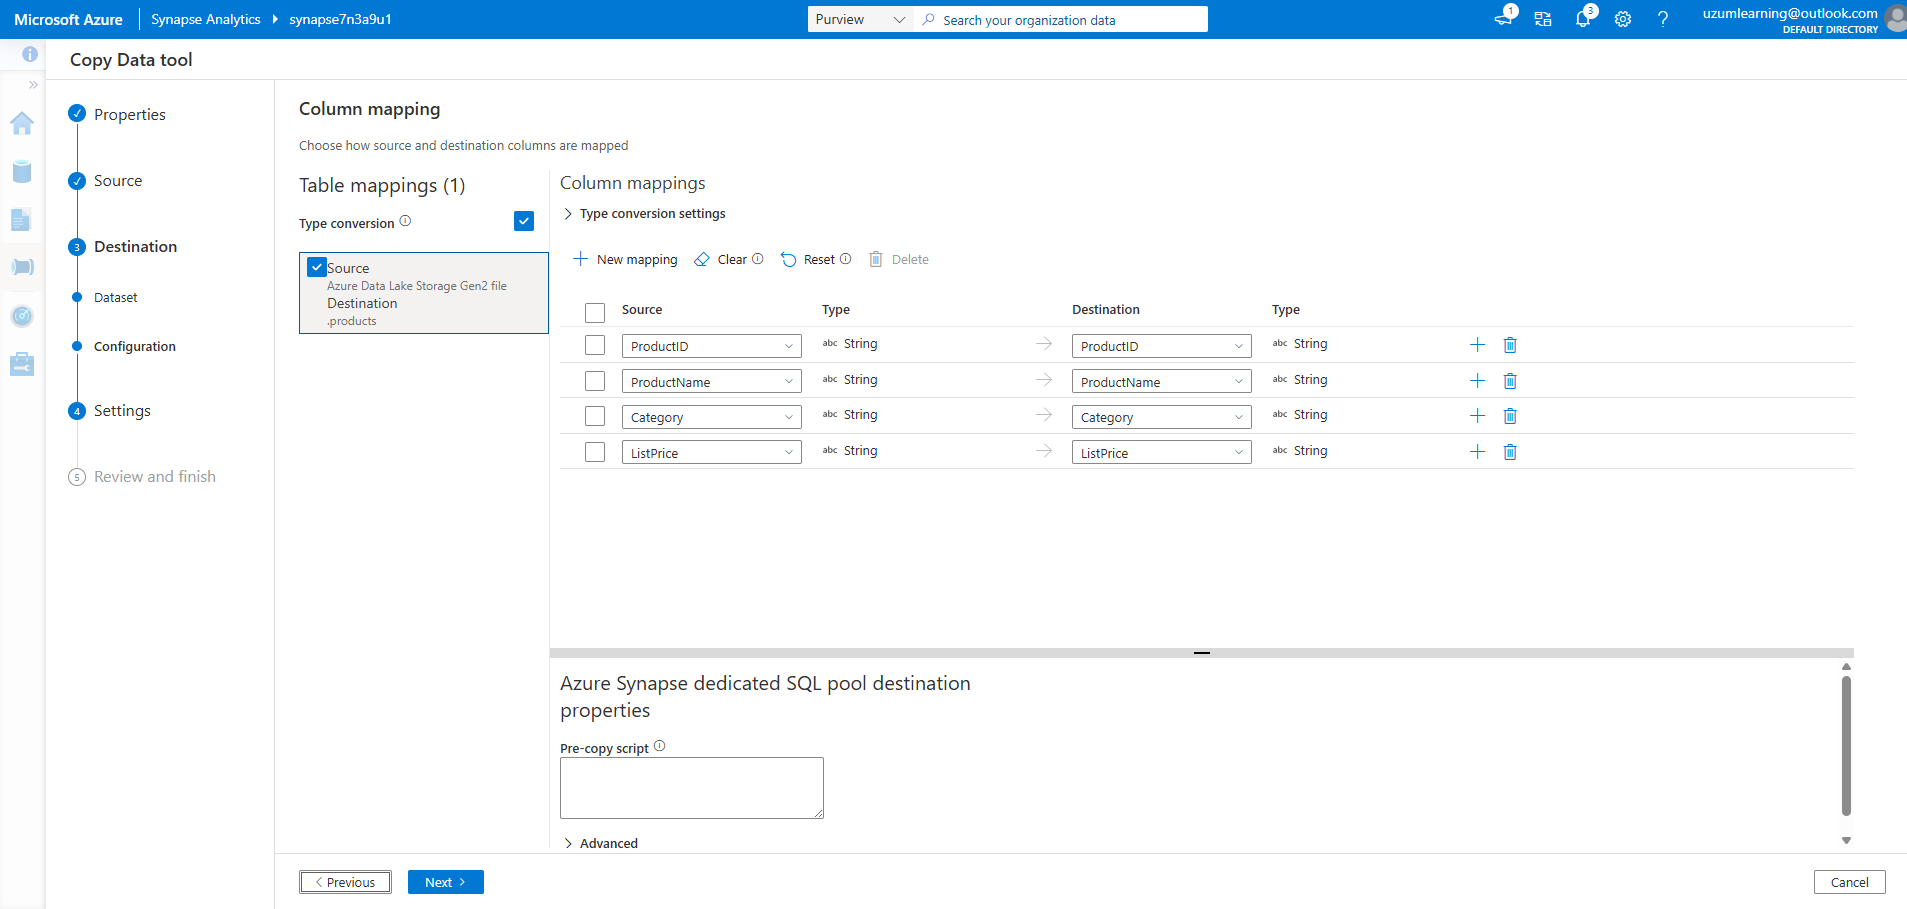 Microsoft Azure
Synapse Analytics
synapse7n3a9u1
Purview
Search your organization data
1
3
uzumlearning@outlook.com
DEFAULT DIRECTORY
Copy Data tool
Properties
Source
3 Destination
Dataset
Configuration
4 Settings
5 Review and finish
Column mapping
Choose how source and destination columns are mapped
Table mappings (1)
Type conversion
Source
Azure Data Lake Storage Gen2 file
Destination
.products
Column mappings
Type conversion settings
New mapping Clear Reset Delete
Source Type Destination Type
ProductID abc String ProductID abc String
ProductName abc String ProductName abc String
Category abc String Category abc String
ListPrice abc String ListPrice abc String
Azure Synapse dedicated SQL pool destination
properties
Pre-copy script
Advanced
Previous Next Cancel